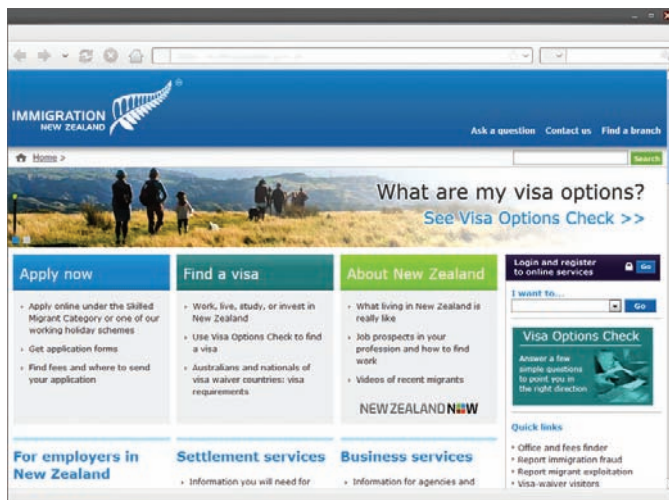 IMMIGRATION
NEW ZEALAND
®
Ask a question Contact us Find a branch
Home >
Search
What are my visa options?
See Visa Options Check >>
Apply now
› Apply online under the Skilled
Migrant Category or one of our
working holiday schemes
› Get application forms
› Find fees and where to send
your application
Find a visa
› Work, live, study, or invest in
New Zealand
› Use Visa Options Check to find
a visa
› Australians and nationals of
visa waiver countries: visa
requirements
About New Zealand
› What living in New Zealand is
really like
› Job prospects in your
profession and how to find
work
› Videos of recent migrants
NEW ZEALAND NOW
Login and register
to online services
Go
I want to...
Go
Visa Options Check
Answer a few
simple questions
to point you in
the right direction
Quick links
• Office and fees finder
• Report immigration fraud
• Report migrant exploitation
• Visa-waiver visitors
For employers in
New Zealand
Settlement services
› Information you will need for
Business services
› Information for agencies and